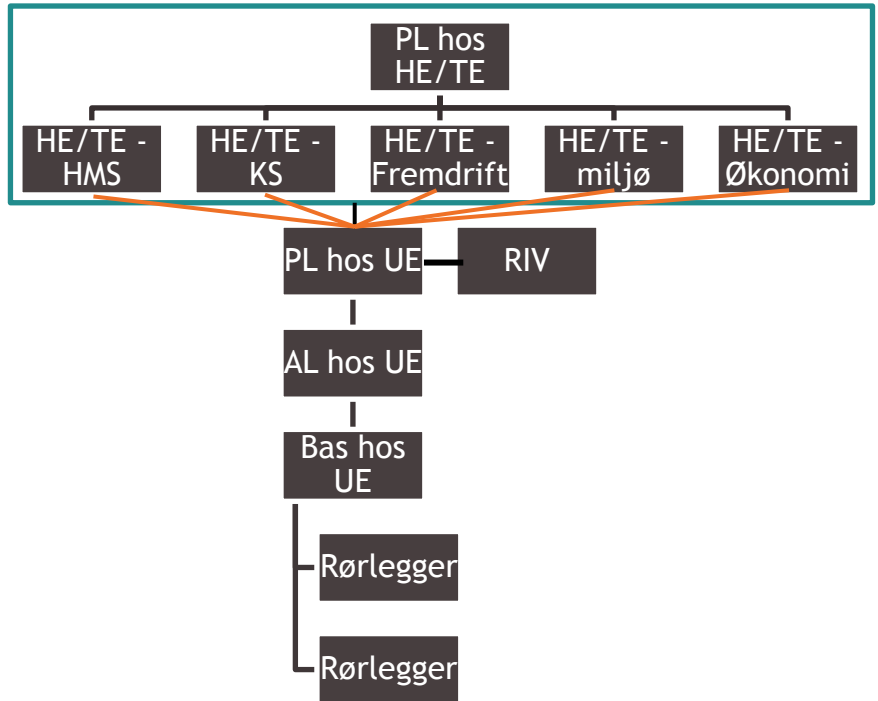 PL hos
HE/TE
HE/TE -
HMS
HE/TE -
KS
HE/TE -
Fremdrift
HE/TE -
miljø
HE/TE -
Økonomi
PL hos UE
RIV
AL hos UE
Bas hos
UE
Rørlegger
Rørlegger